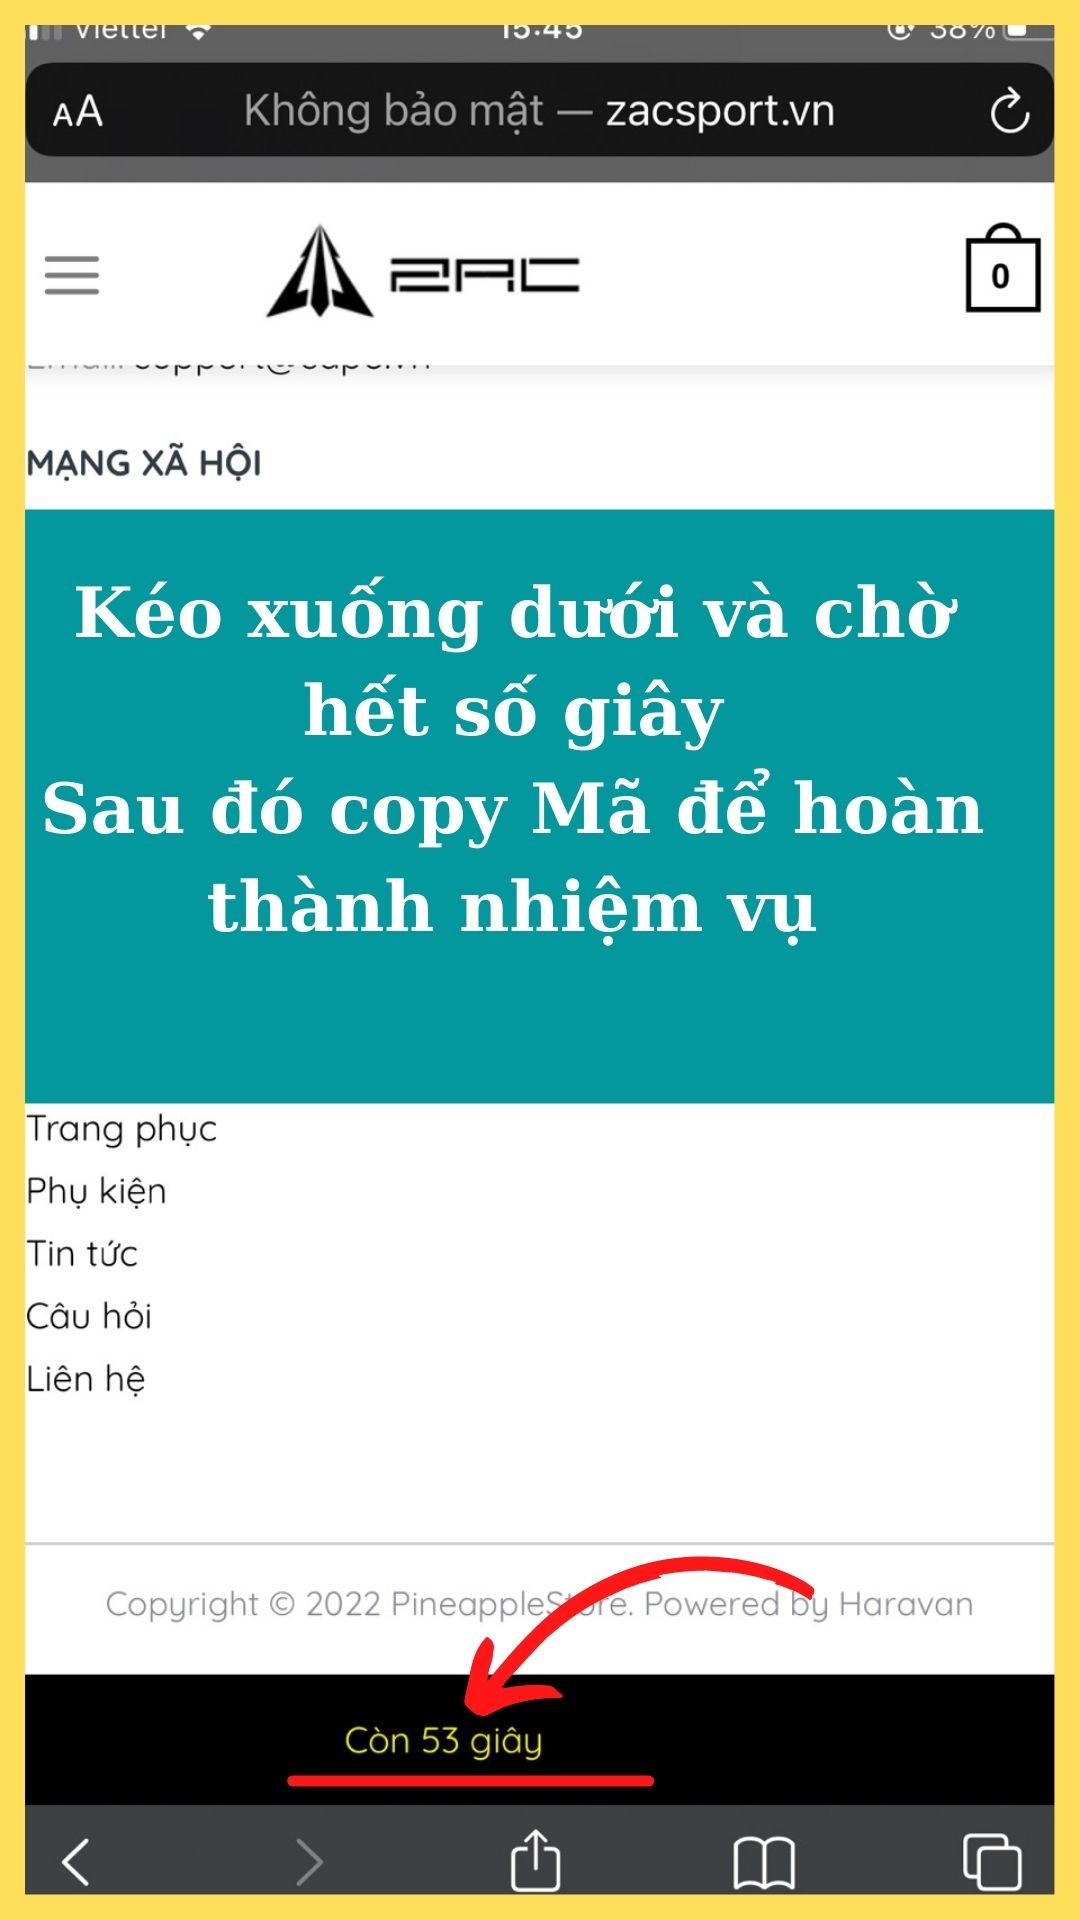 Viettel 15:45 38%
AA Không bảo mật — zacsport.vn
ZAC 0
MẠNG XÃ HỘI
Kéo xuống dưới và chờ
hết số giây
Sau đó copy Mã để hoàn
thành nhiệm vụ
Trang phục
Phụ kiện
Tin tức
Câu hỏi
Liên hệ
Copyright © 2022 PineappleStore. Powered by Haravan
Còn 53 giây